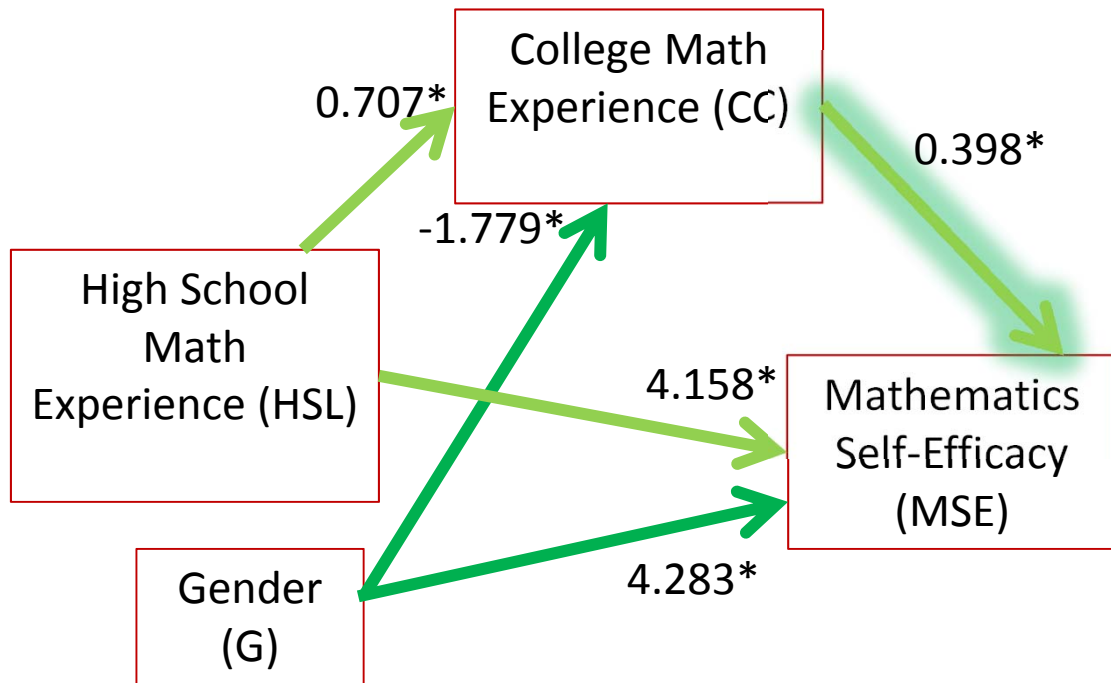 College Math
Experience (CC)
0.707*
0.398*
-1.779*
High School
Math
Experience (HSL)
4.158*
Mathematics
Self-Efficacy
(MSE)
4.283*
Gender
(G)